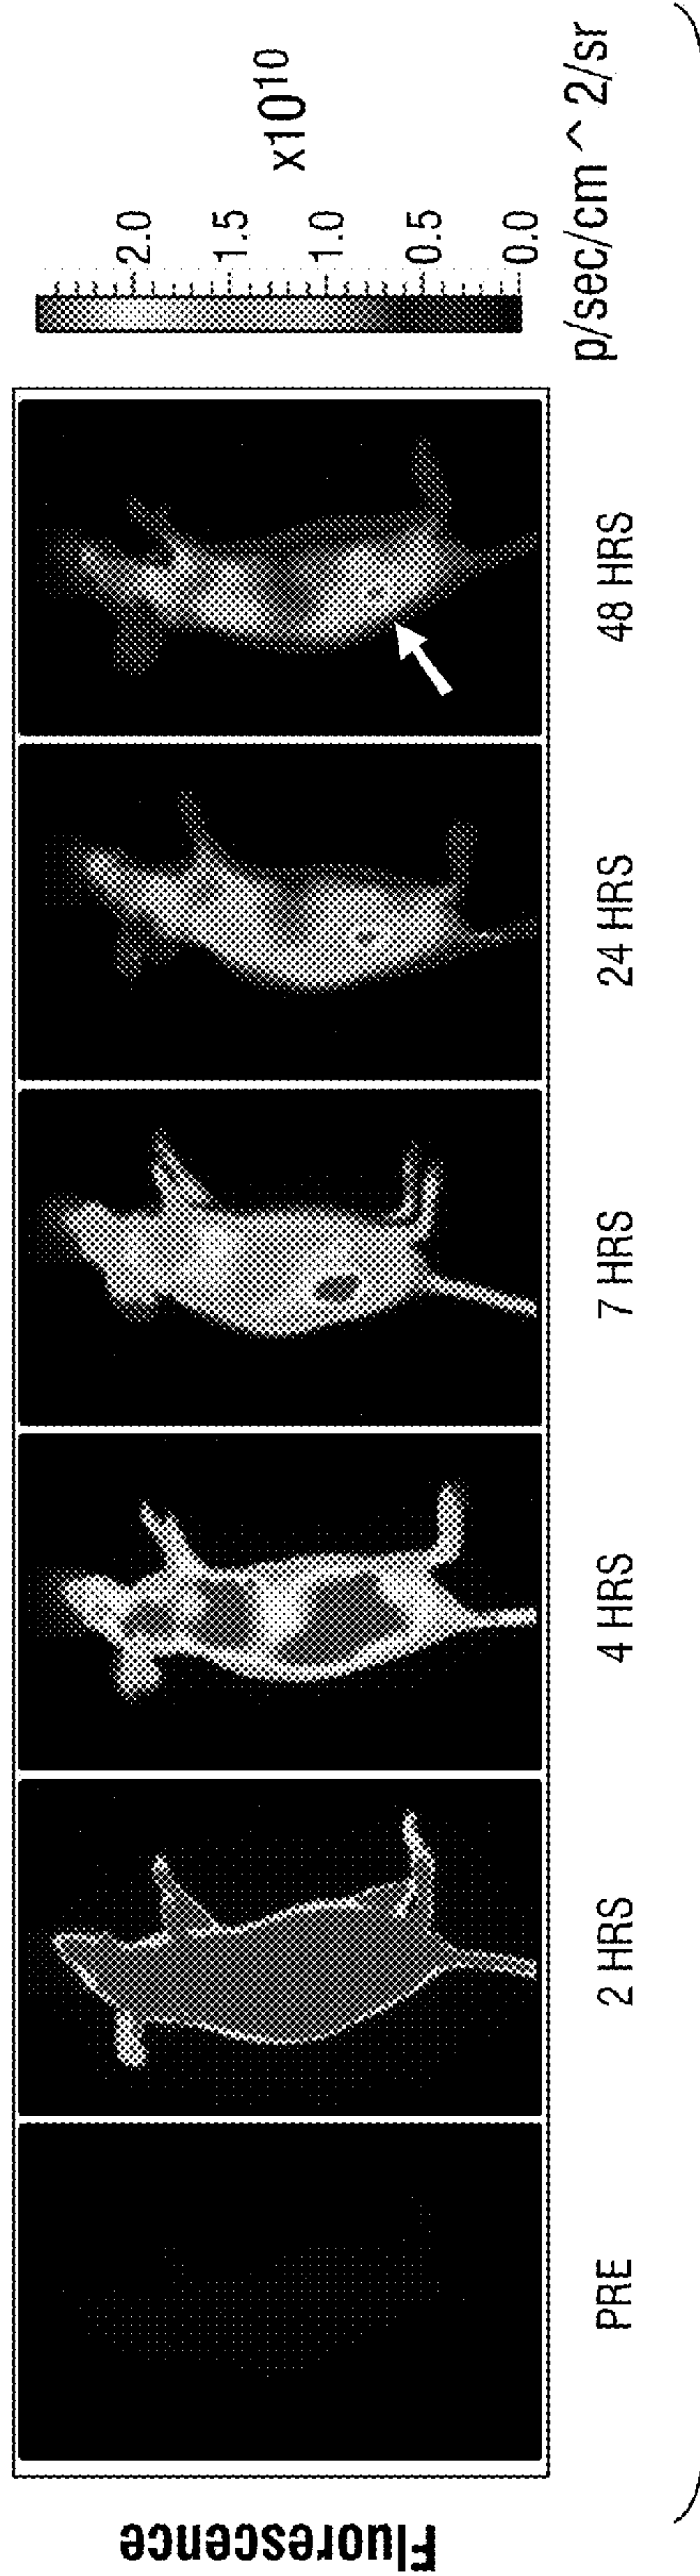 Fluorescence
PRE
2 HRS
4 HRS
7 HRS
24 HRS
48 HRS
2.0
1.5
1.0
0.5
0.0
x10^10
p/sec/cm ^ 2/sr